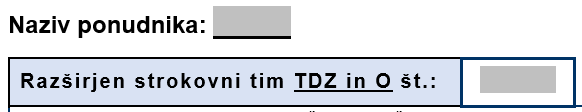 Naziv ponudnika:
Razširjen strokovni tim TDZ in O št.: